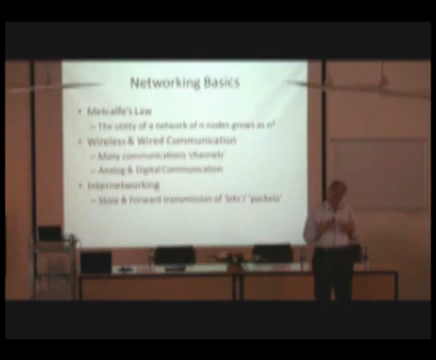 Networking Basics
• Metcalfe's Law
– The utility of a network of n nodes grows as n²
• Wireless & Wired Communication
– Many communications 'channels'
– Analog & Digital Communication
• Internetworking
– Store & Forward transmission of 'bits'/ 'packets'